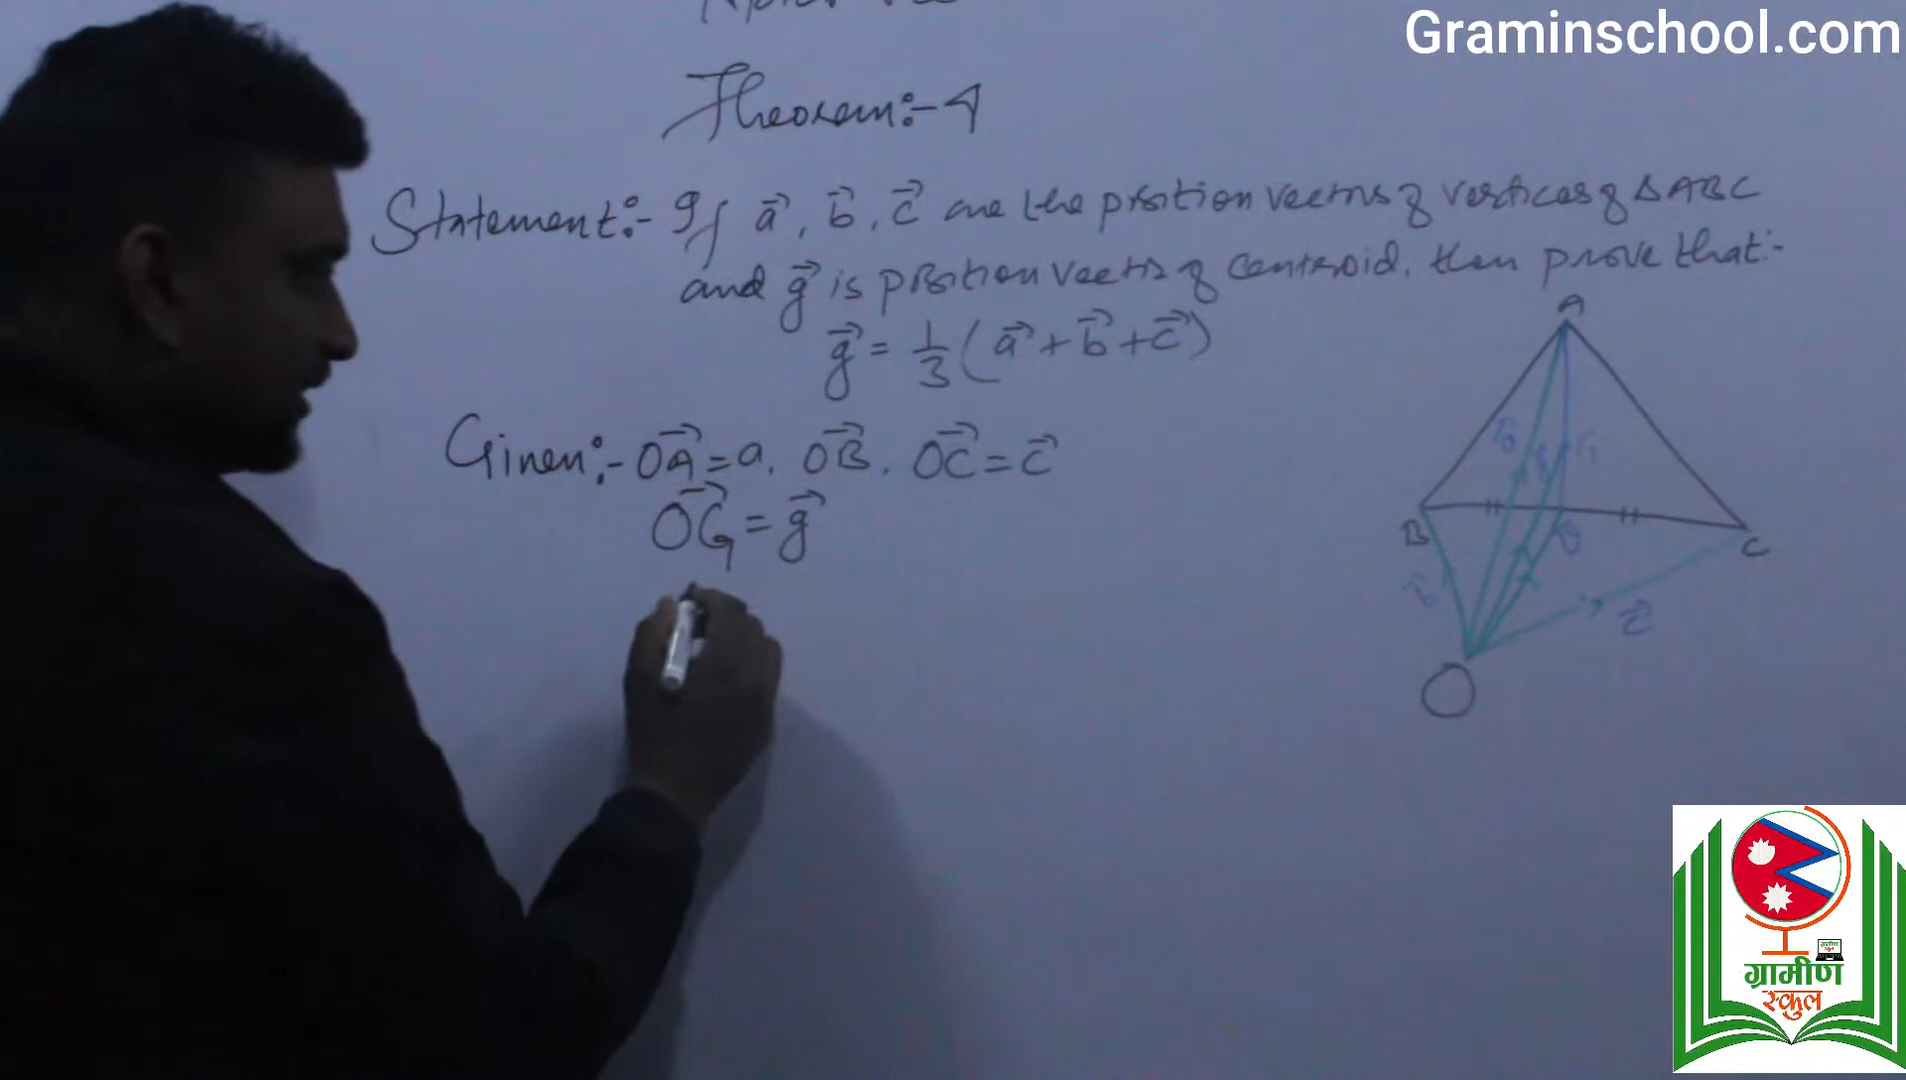 Graminschool.com
Theorem:-4
Statement:- If a⃗, b⃗, c⃗ are the position vectors of vertices of ΔABC
and g⃗ is position vector of centroid, then prove that:-
g⃗ = 1/3 (a⃗ + b⃗ + c⃗)
A
Given:- OA⃗ = a, OB⃗, OC⃗ = c⃗
OG⃗ = g⃗
B
C
c⃗
O
ग्रामीण
स्कुल